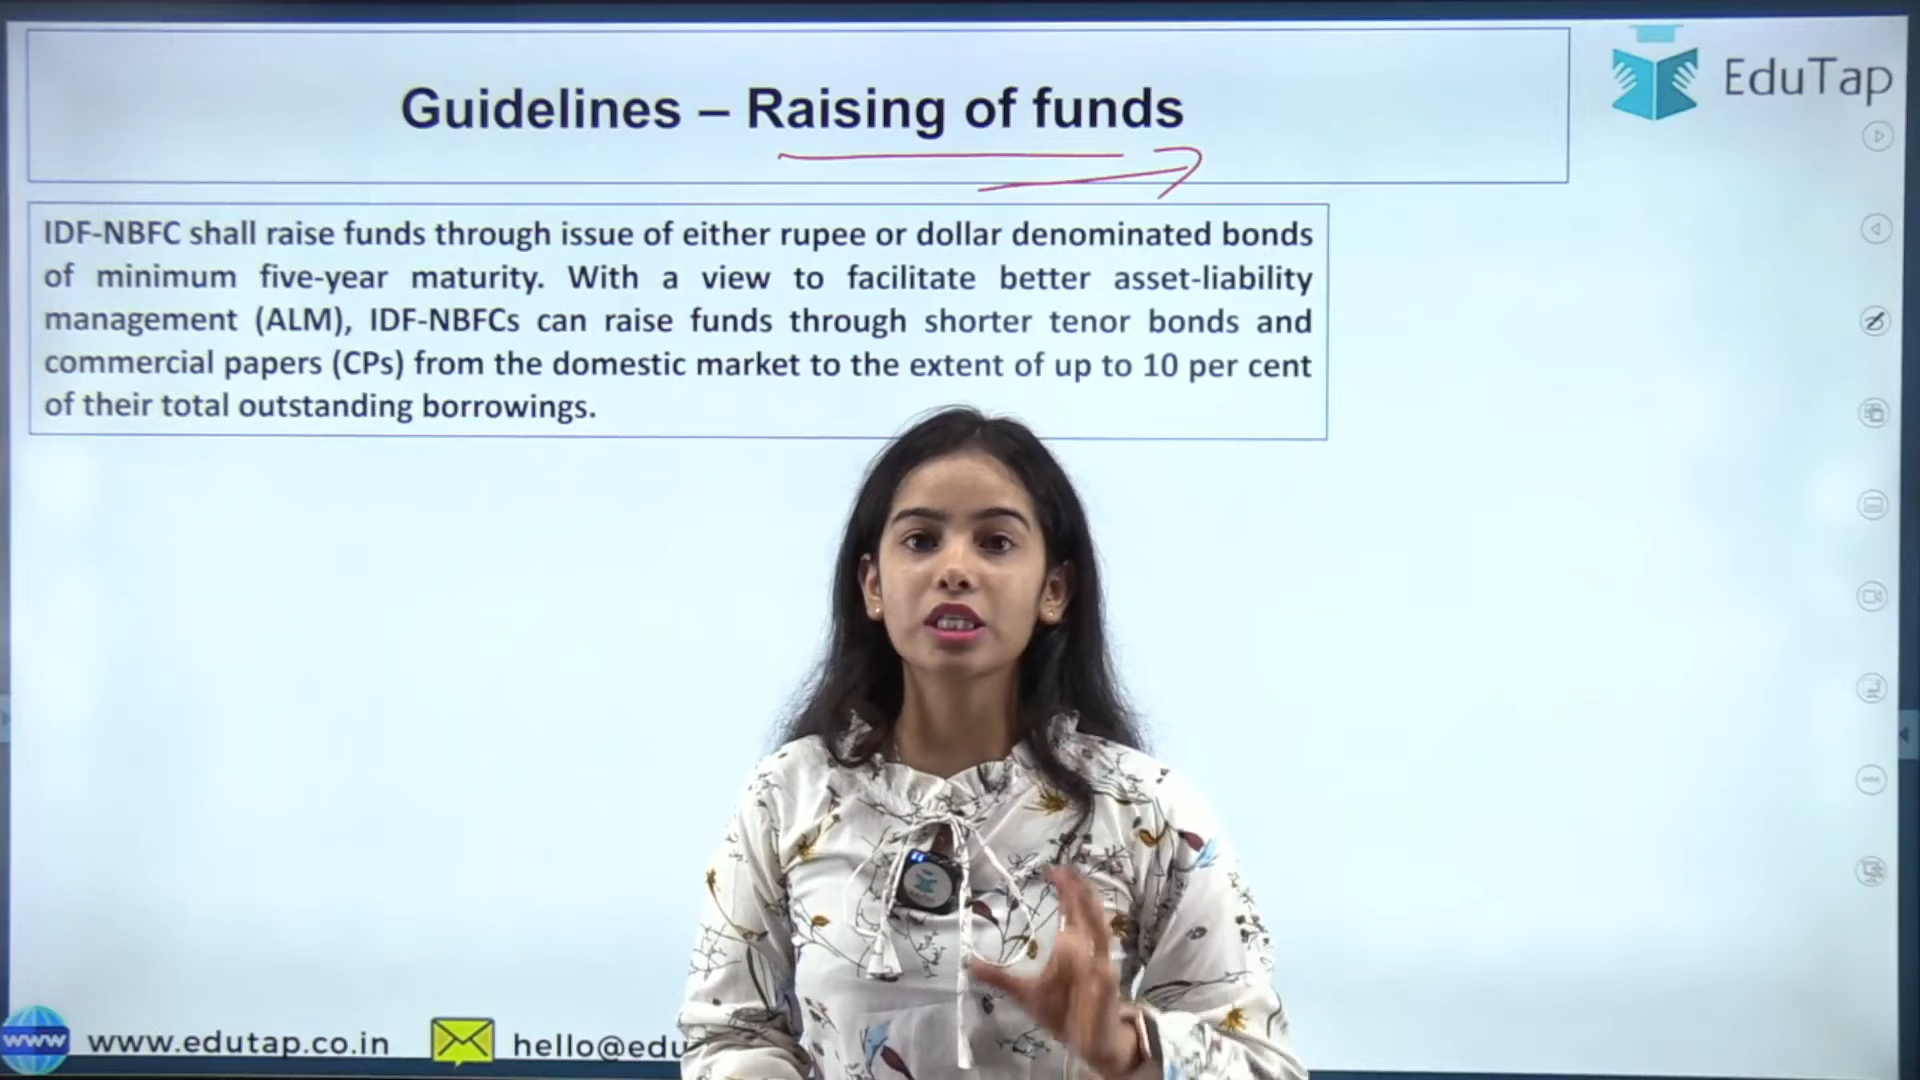 Guidelines – Raising of funds
EduTap
IDF-NBFC shall raise funds through issue of either rupee or dollar denominated bonds
of minimum five-year maturity. With a view to facilitate better asset-liability
management (ALM), IDF-NBFCs can raise funds through shorter tenor bonds and
commercial papers (CPs) from the domestic market to the extent of up to 10 per cent
of their total outstanding borrowings.
www
www.edutap.co.in
hello@edu